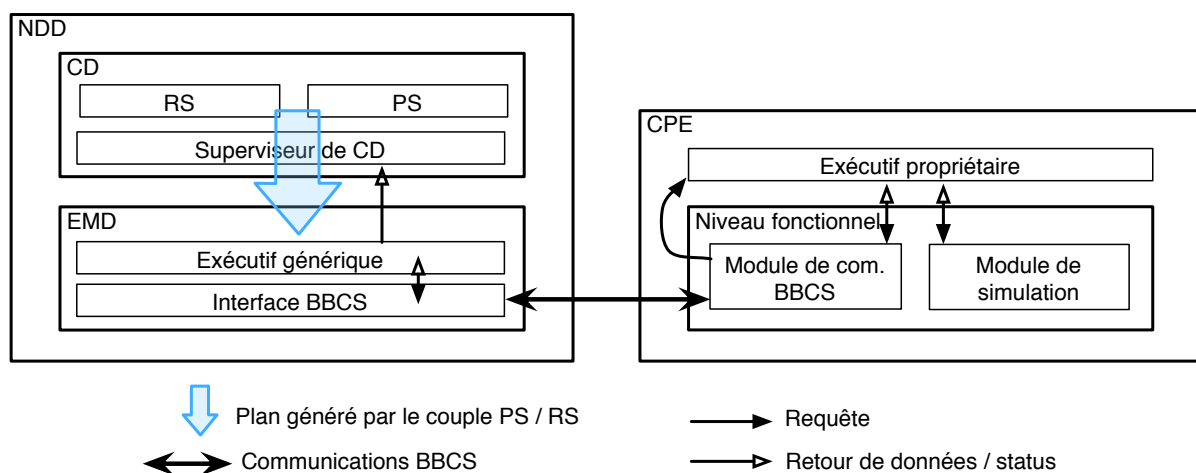 NDD
CD
RS
PS
Superviseur de CD
EMD
Exécutif générique
Interface BBCS
CPE
Exécutif propriétaire
Niveau fonctionnel
Module de com.
BBCS
Module de
simulation
Plan généré par le couple PS / RS
Communications BBCS
Requête
Retour de données / status